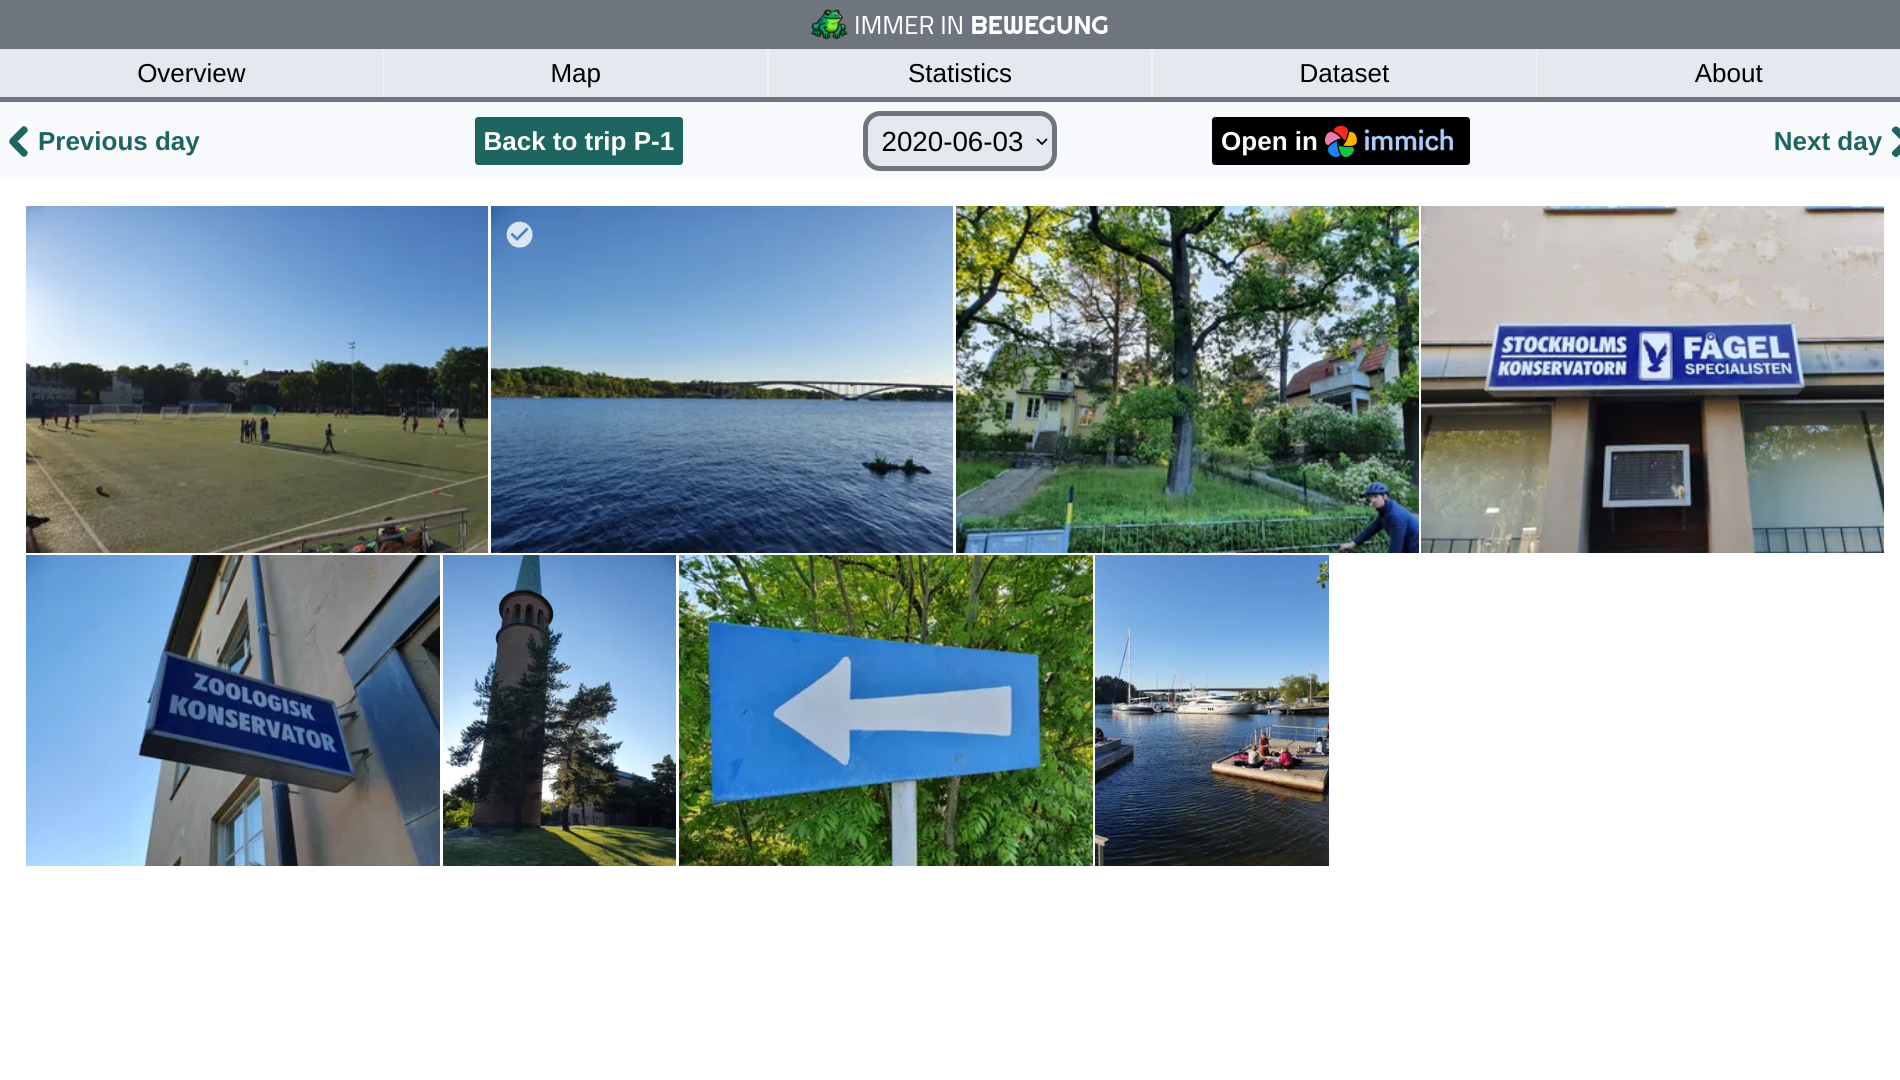 IMMER IN BEWEGUNG
Overview
Map
Statistics
Dataset
About
Previous day
Back to trip P-1
2020-06-03
Open in immich
Next day
STOCKHOLMS
KONSERVATORN
FÅGEL
SPECIALISTEN
ZOOLOGISK
KONSERVATOR